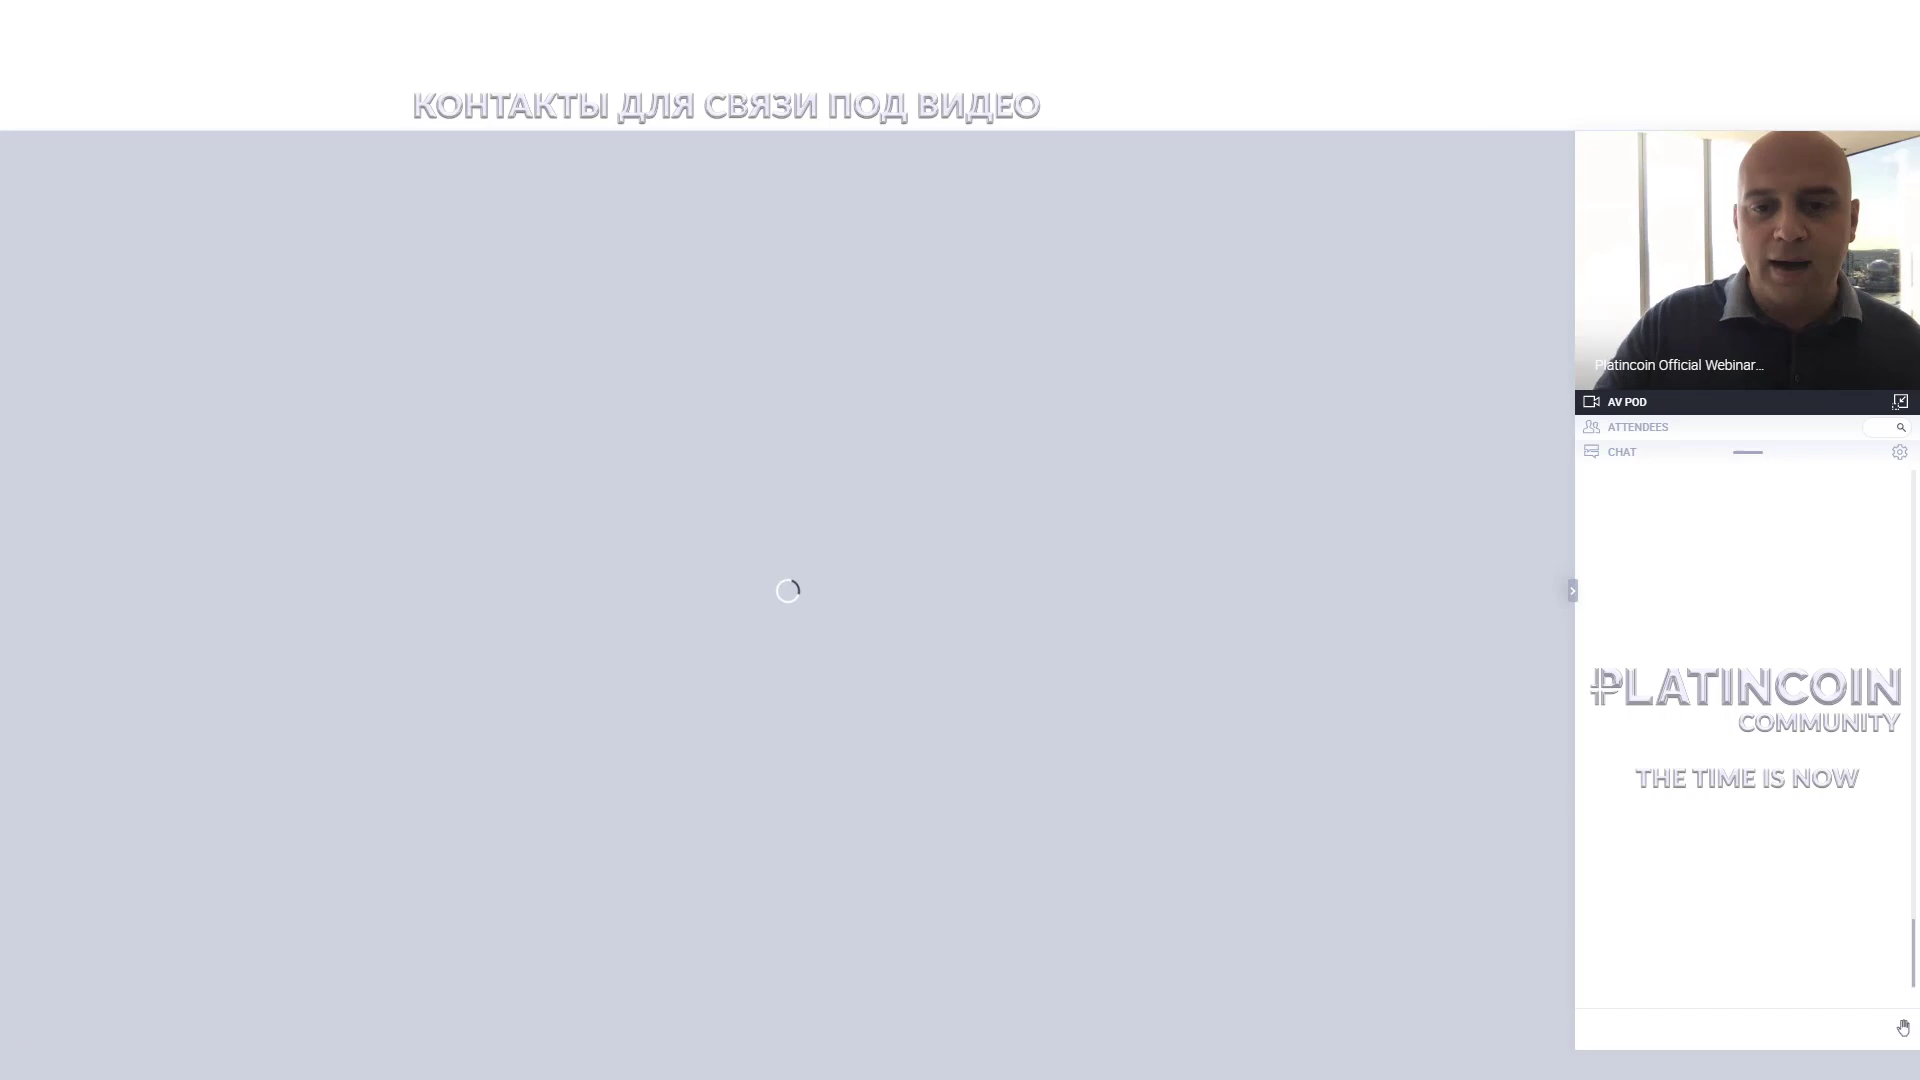 КОНТАКТЫ ДЛЯ СВЯЗИ ПОД ВИДЕО
Platincoin Official Webinar...
AV POD
ATTENDEES
CHAT
PLATINCOIN
COMMUNITY
THE TIME IS NOW